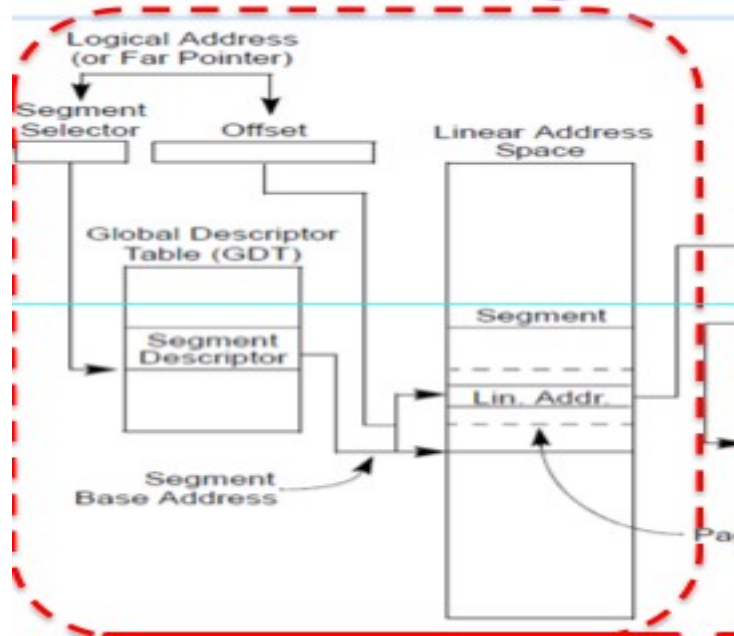 Logical Address
(or Far Pointer)
Segment
Selector
Offset
Linear Address
Space
Global Descriptor
Table (GDT)
Segment
Descriptor
Segment
Lin. Addr.
Segment
Base Address